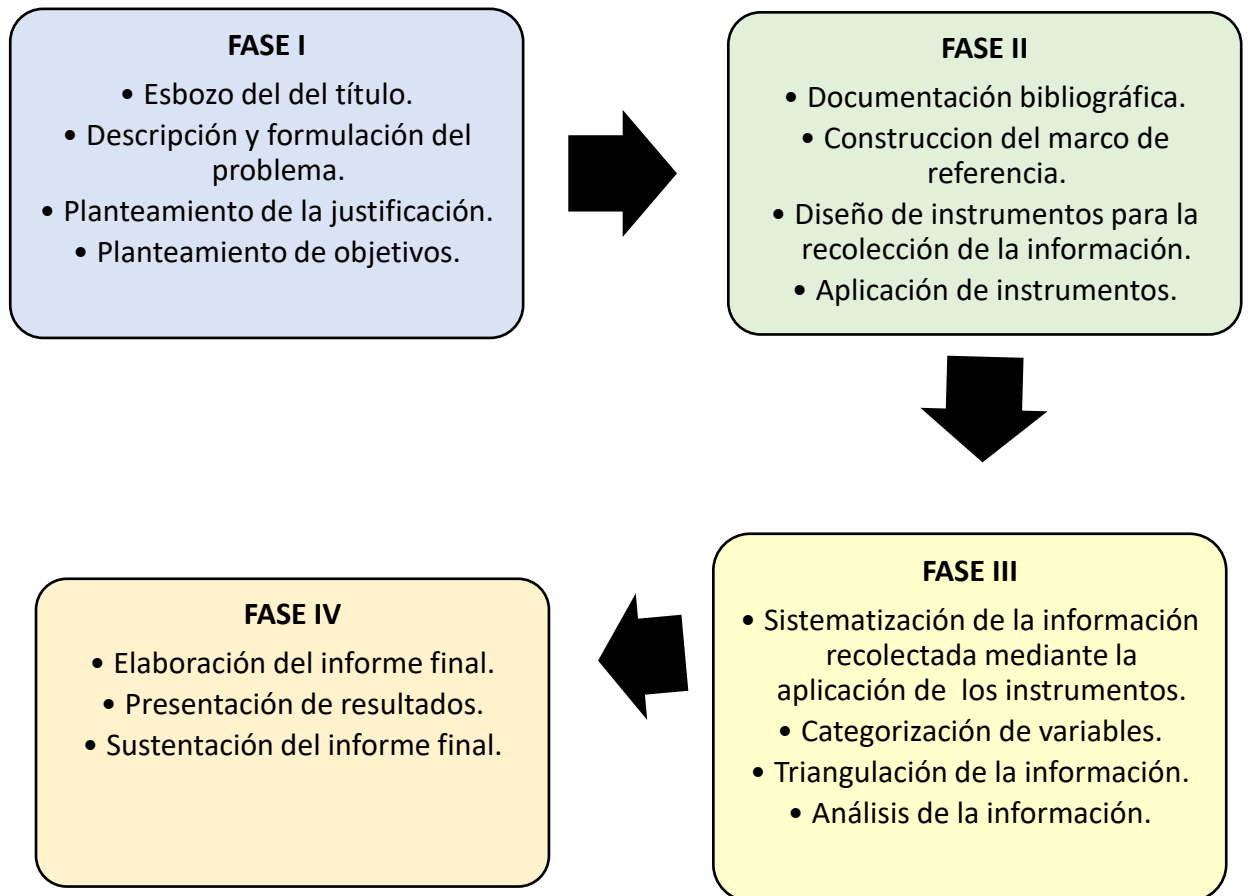 FASE I
• Esbozo del del título.
• Descripción y formulación del
problema.
• Planteamiento de la justificación.
• Planteamiento de objetivos.
FASE II
• Documentación bibliográfica.
• Construccion del marco de
referencia.
• Diseño de instrumentos para la
recolección de la información.
• Aplicación de instrumentos.
FASE III
• Sistematización de la información
recolectada mediante la
aplicación de  los instrumentos.
• Categorización de variables.
• Triangulación de la información.
• Análisis de la información.
FASE IV
• Elaboración del informe final.
• Presentación de resultados.
• Sustentación del informe final.